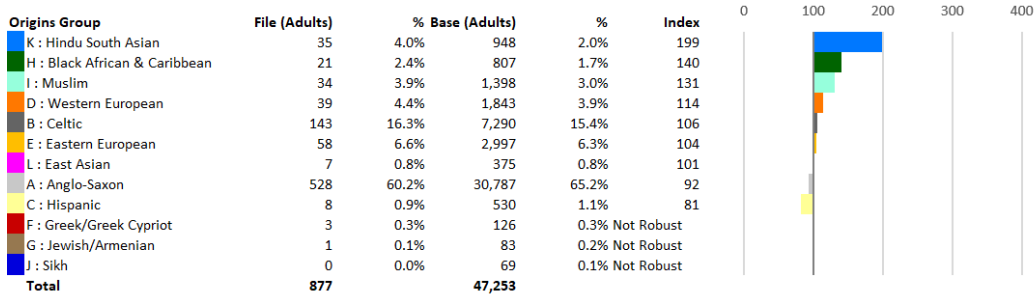 0 100 200 300 400
Origins Group File (Adults) % Base (Adults) % Index
K : Hindu South Asian 35 4.0% 948 2.0% 199
H : Black African & Caribbean 21 2.4% 807 1.7% 140
I : Muslim 34 3.9% 1,398 3.0% 131
D : Western European 39 4.4% 1,843 3.9% 114
B : Celtic 143 16.3% 7,290 15.4% 106
E : Eastern European 58 6.6% 2,997 6.3% 104
L : East Asian 7 0.8% 375 0.8% 101
A : Anglo-Saxon 528 60.2% 30,787 65.2% 92
C : Hispanic 8 0.9% 530 1.1% 81
F : Greek/Greek Cypriot 3 0.3% 126 0.3% Not Robust
G : Jewish/Armenian 1 0.1% 83 0.2% Not Robust
J : Sikh 0 0.0% 69 0.1% Not Robust
Total 877 47,253